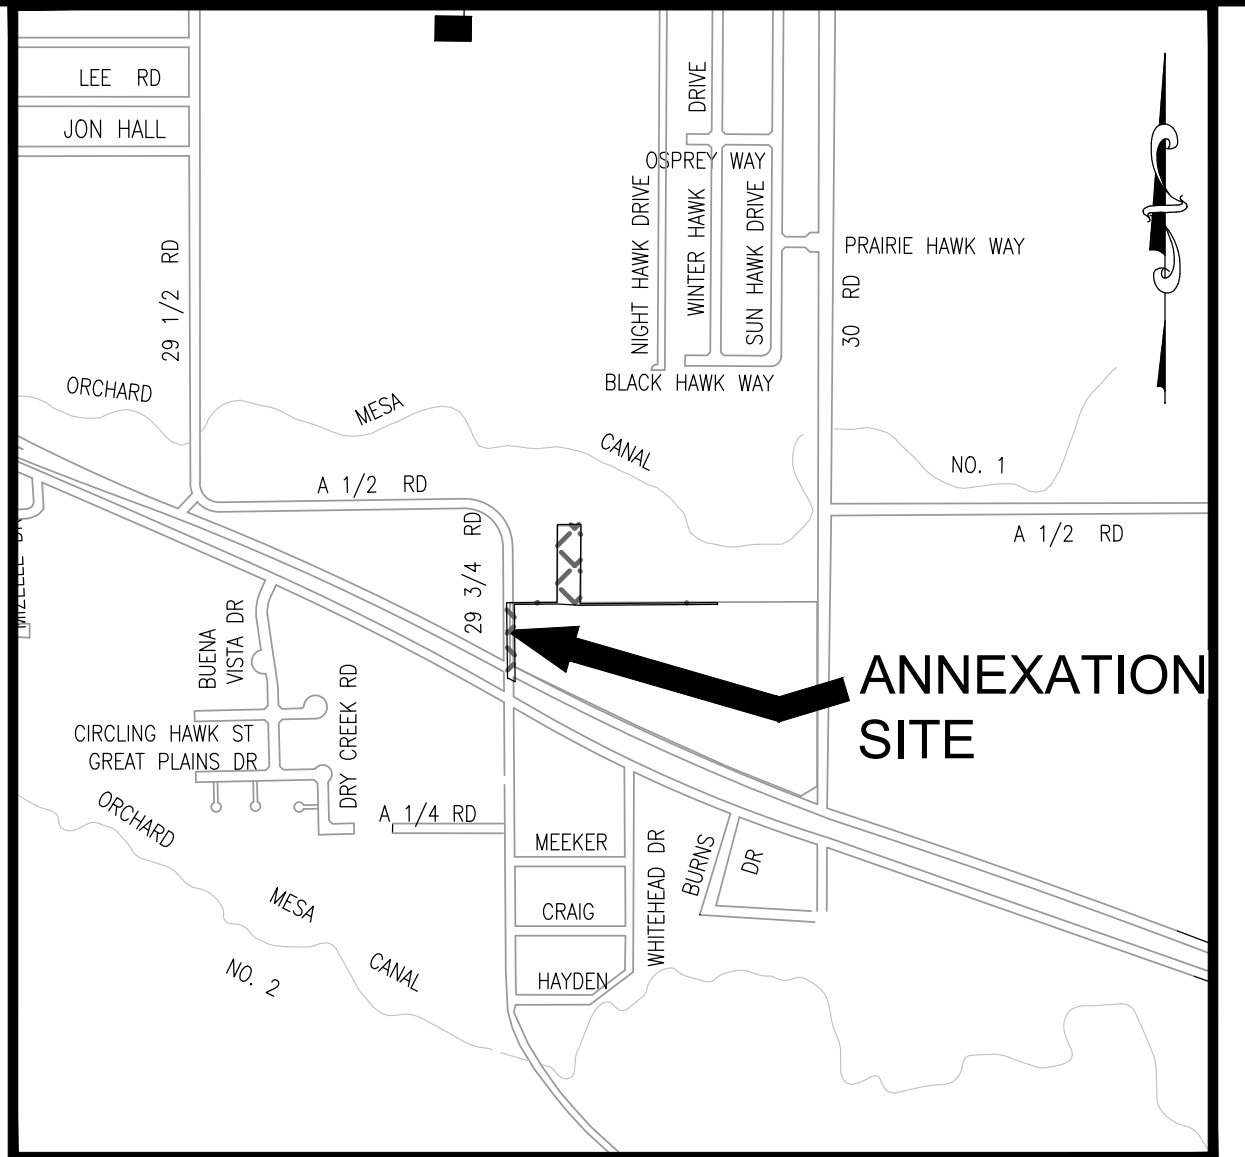 LEE RD
JON HALL
29 1/2 RD
DRIVE
OSPREY WAY
NIGHT HAWK DRIVE
WINTER HAWK
SUN HAWK DRIVE
PRAIRIE HAWK WAY
30 RD
BLACK HAWK WAY
ORCHARD
MESA
CANAL
NO. 1
A 1/2 RD
A 1/2 RD
29 3/4 RD
BUENA
VISTA DR
ANNEXATION
SITE
CIRCLING HAWK ST
GREAT PLAINS DR
DRY CREEK RD
A 1/4 RD
ORCHARD
MESA
CANAL
NO. 2
MEEKER
CRAIG
HAYDEN
WHITEHEAD DR
BURNS
DR